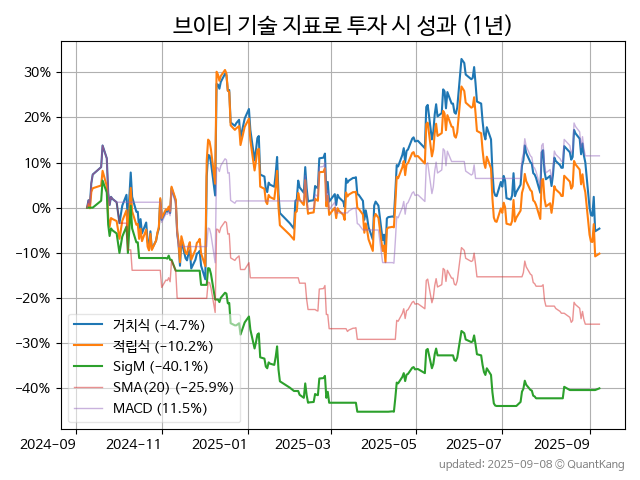 브이티 기술 지표로 투자 시 성과 (1년)
30%
20%
10%
0%
−10%
−20%
−30%
−40%
거치식 (−4.7%)
적립식 (−10.2%)
SigM (−40.1%)
SMA(20) (−25.9%)
MACD (11.5%)
2024−09 2024−11 2025−01 2025−03 2025−05 2025−07 2025−09
updated: 2025-09-08 © QuantKang